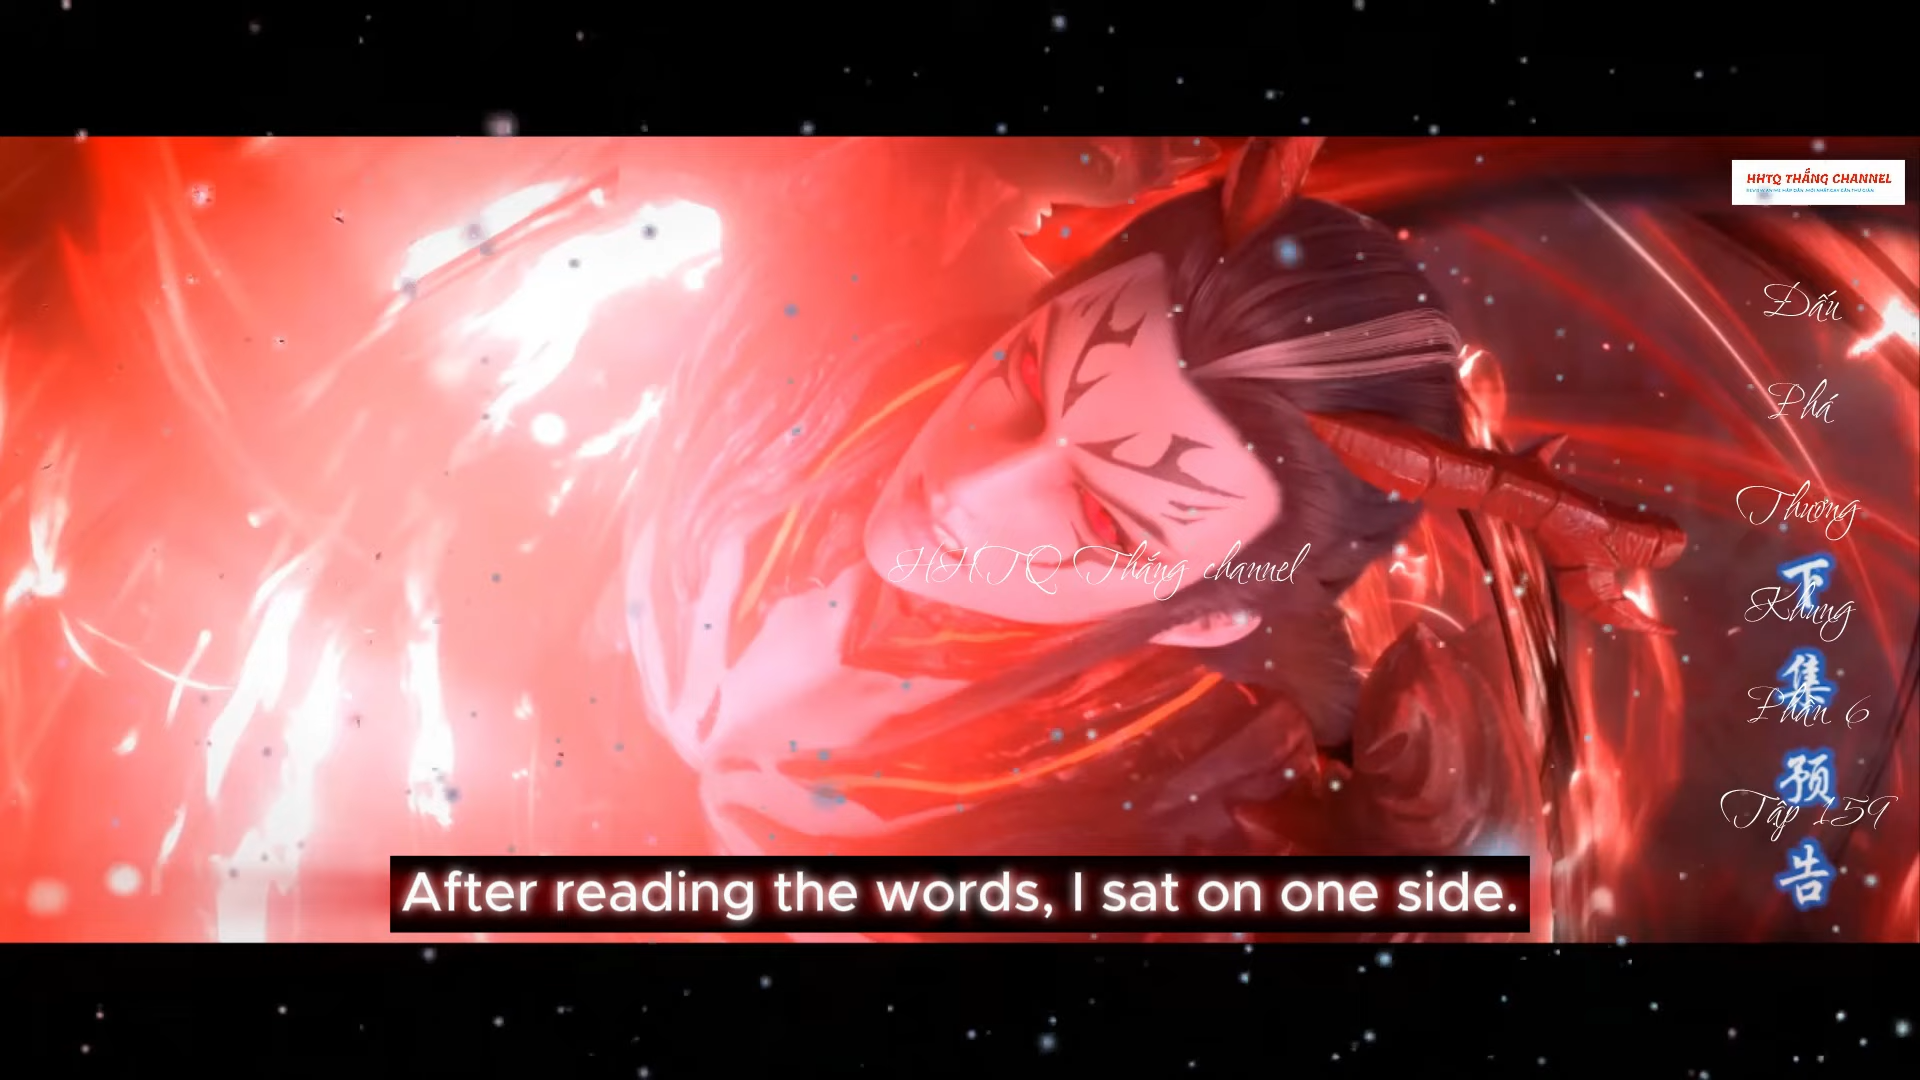 HHTQ THẮNG CHANNEL
Đấu
Phá
Thương
Khung
Phần 6
Tập 159
下
集
预
告
HHTQ Thắng channel
After reading the words, I sat on one side.